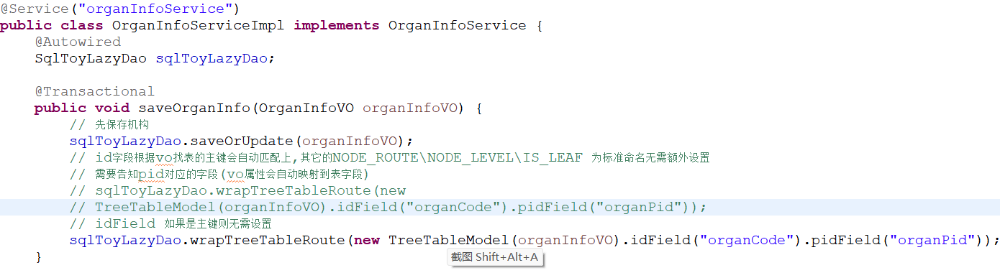 @Service("organInfoService")
public class OrganInfoServiceImpl implements OrganInfoService {
@Autowired
SqlToyLazyDao sqlToyLazyDao;
@Transactional
public void saveOrganInfo(OrganInfoVO organInfoVO) {
// 先保存机构
sqlToyLazyDao.saveOrUpdate(organInfoVO);
// id字段根据vo找表的主键会自动匹配上,其它的NODE_ROUTE\NODE_LEVEL\IS_LEAF 为标准命名无需额外设置
// 需要告知pid对应的字段(vo属性会自动映射到表字段)
// sqlToyLazyDao.wrapTreeTableRoute(new
// TreeTableModel(organInfoVO).idField("organCode").pidField("organPid"));
// idField 如果是主键则无需设置
sqlToyLazyDao.wrapTreeTableRoute(new TreeTableModel(organInfoVO).idField("organCode").pidField("organPid"));
}
截图 Shift+Alt+A